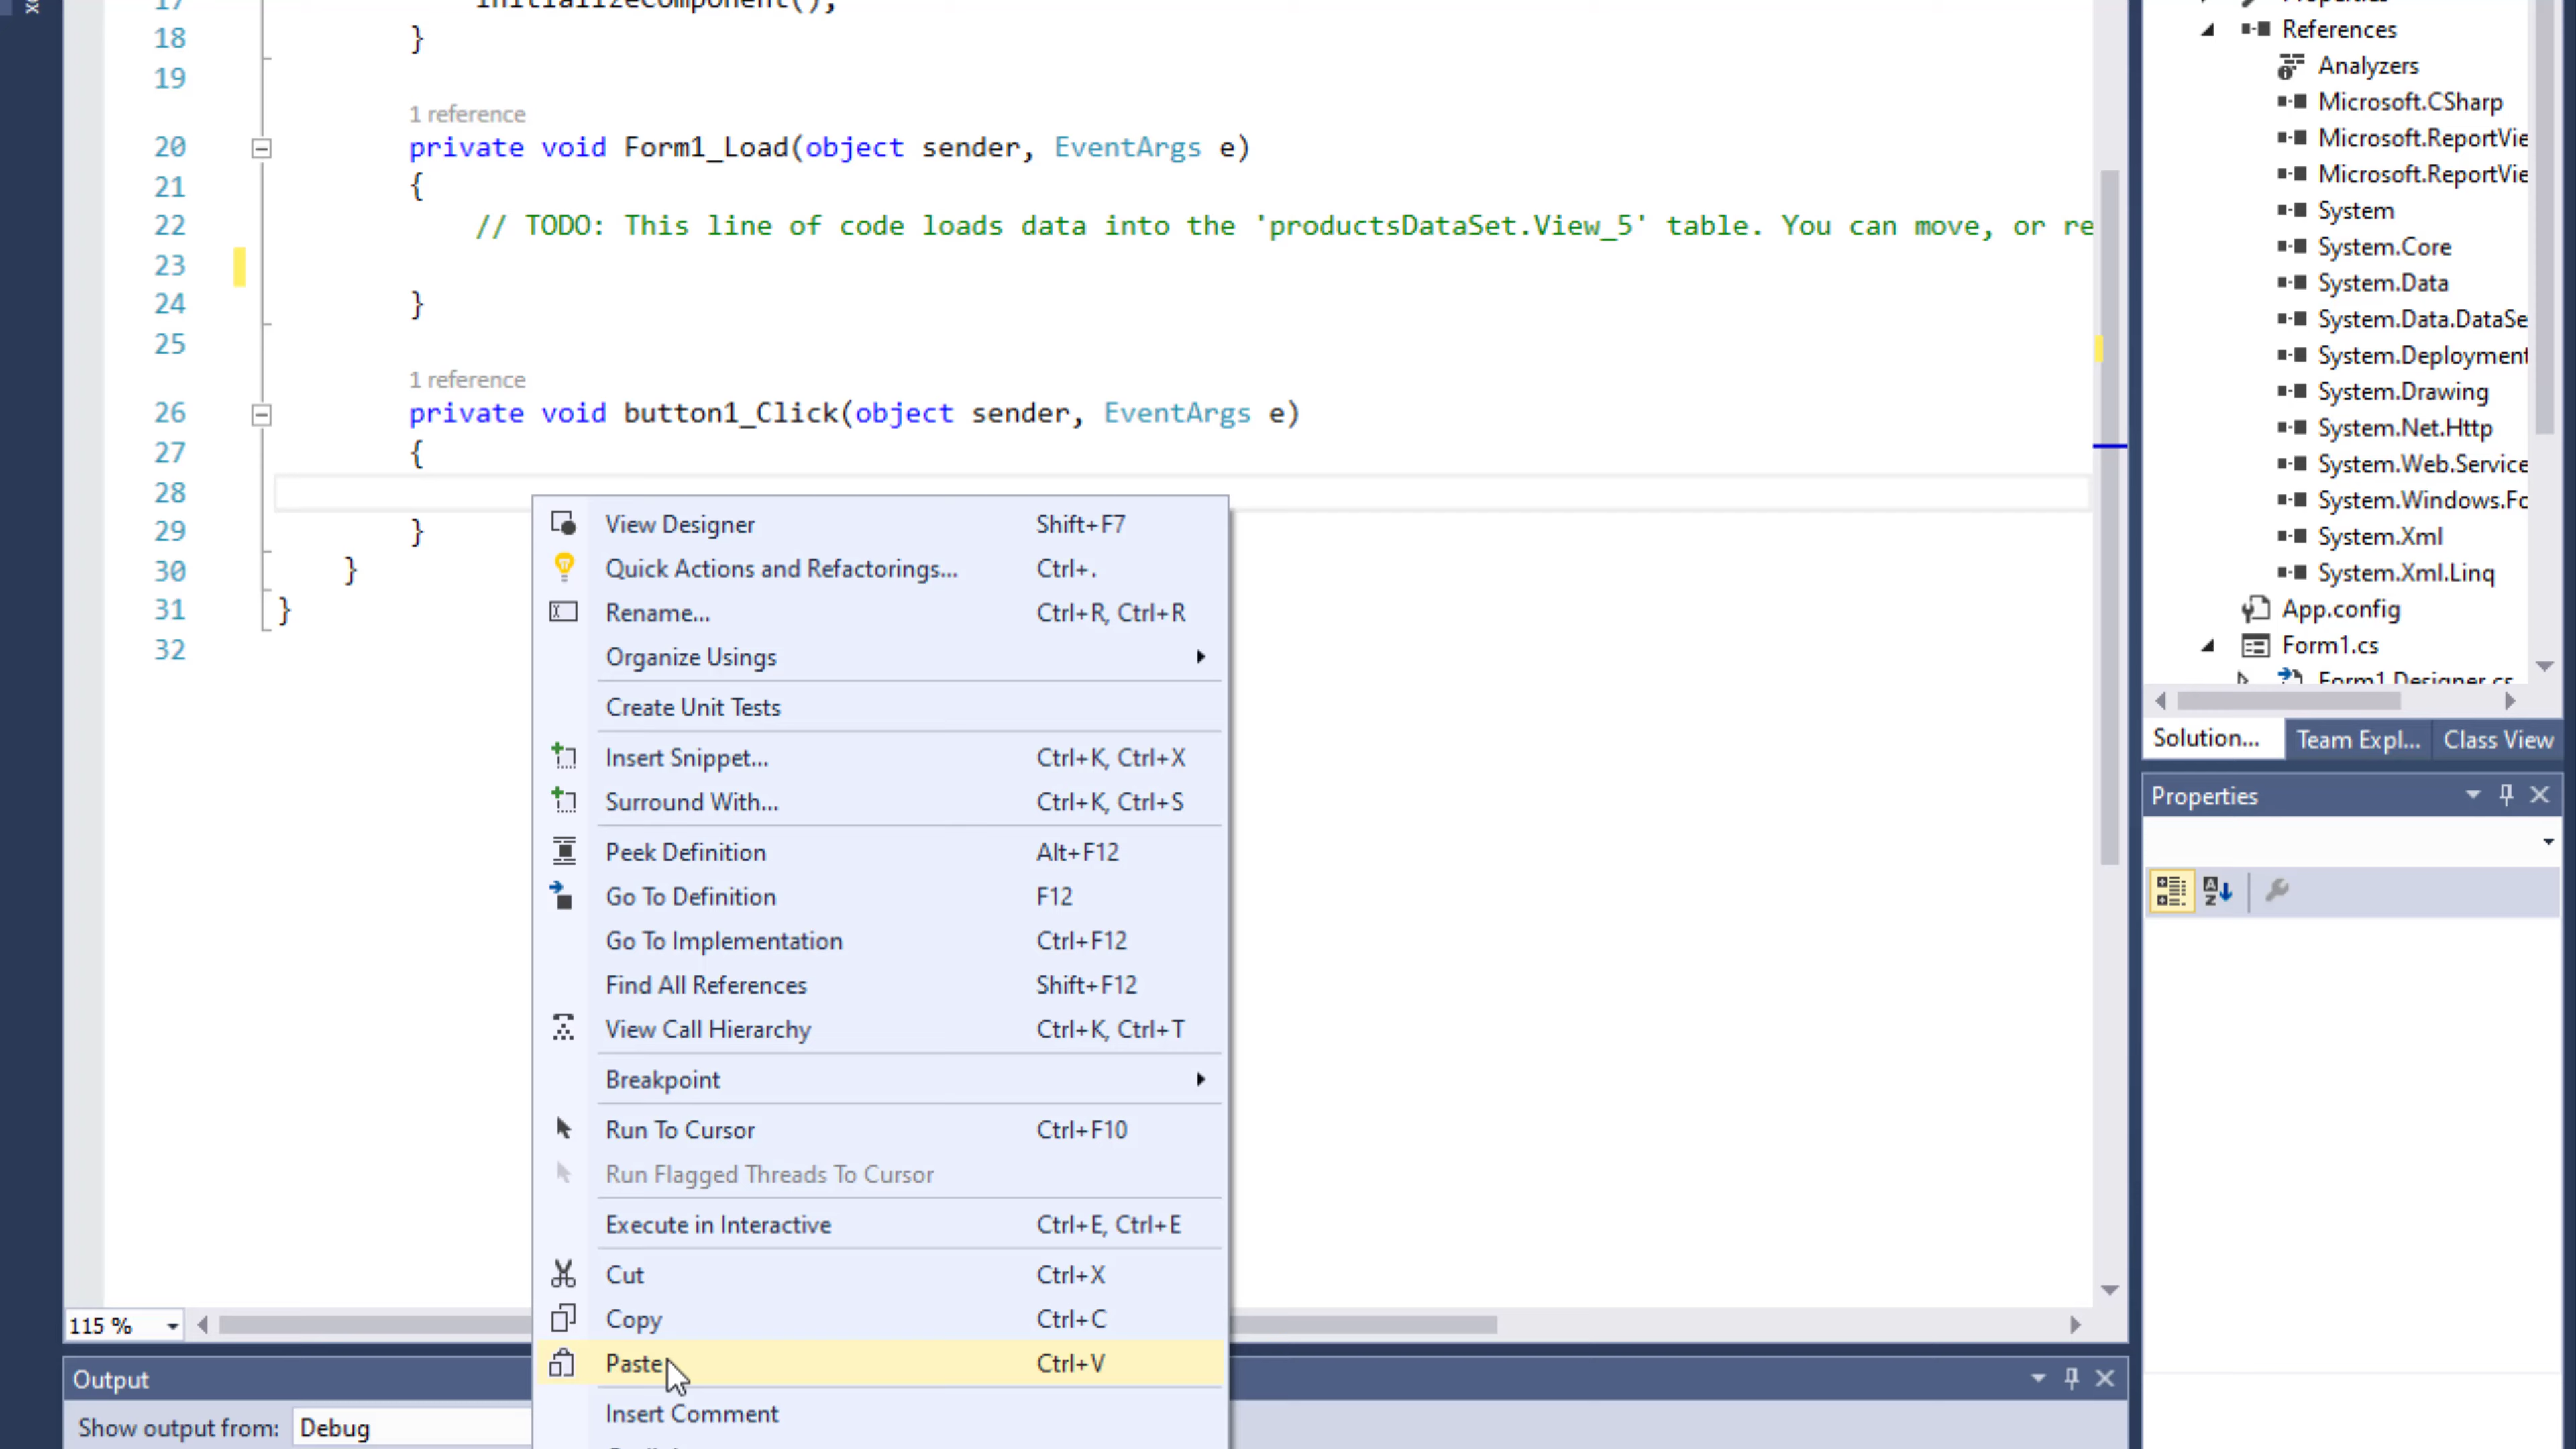 17 InitializeComponent();
18 }
19
1 reference
20 private void Form1_Load(object sender, EventArgs e)
21 {
22 // TODO: This line of code loads data into the 'productsDataSet.View_5' table. You can move, or re
23
24 }
25
1 reference
26 private void button1_Click(object sender, EventArgs e)
27 {
28
29 }
30 }
31 }
32
View Designer Shift+F7
Quick Actions and Refactorings... Ctrl+.
Rename... Ctrl+R, Ctrl+R
Organize Usings
Create Unit Tests
Insert Snippet... Ctrl+K, Ctrl+X
Surround With... Ctrl+K, Ctrl+S
Peek Definition Alt+F12
Go To Definition F12
Go To Implementation Ctrl+F12
Find All References Shift+F12
View Call Hierarchy Ctrl+K, Ctrl+T
Breakpoint
Run To Cursor Ctrl+F10
Run Flagged Threads To Cursor
Execute in Interactive Ctrl+E, Ctrl+E
Cut Ctrl+X
Copy Ctrl+C
Paste Ctrl+V
Insert Comment
115 %
Output
Show output from: Debug
Properties
References
Analyzers
Microsoft.CSharp
Microsoft.ReportVie
Microsoft.ReportVie
System
System.Core
System.Data
System.Data.DataSe
System.Deployment
System.Drawing
System.Net.Http
System.Web.Service
System.Windows.Fo
System.Xml
System.Xml.Linq
App.config
Form1.cs
Form1.Designer.cs
Solution... Team Expl... Class View
Properties